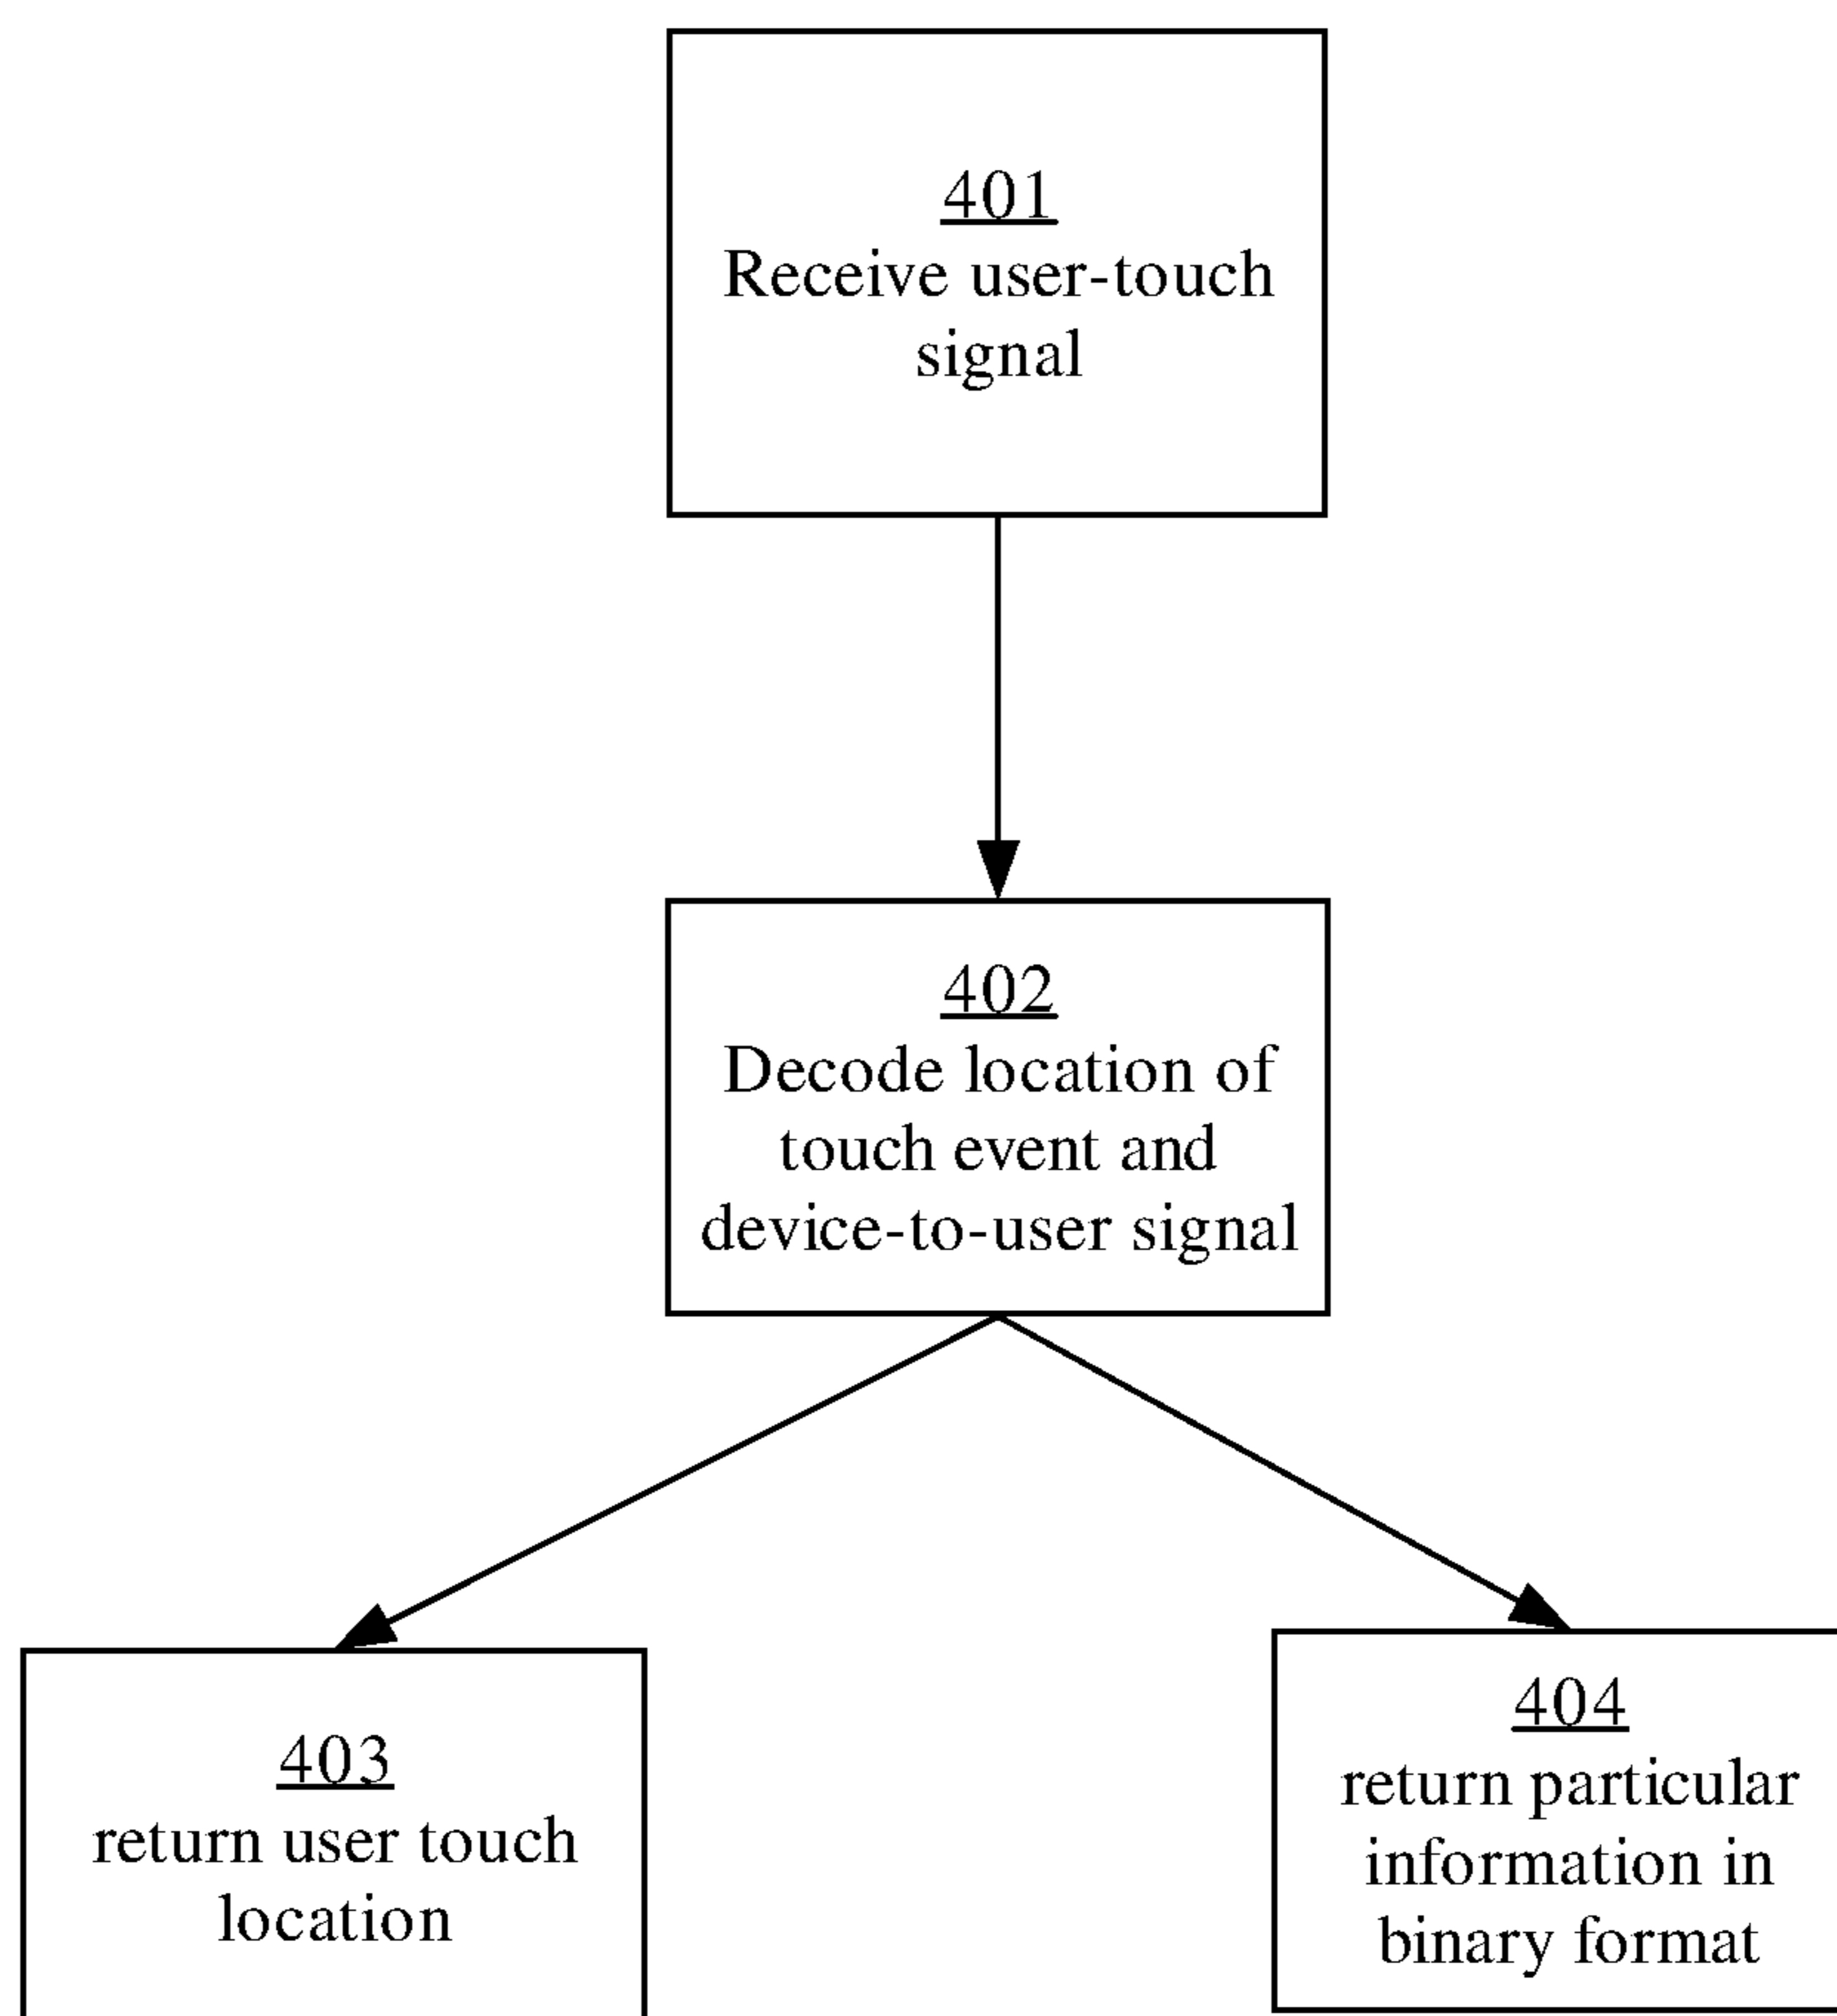 401
Receive user-touch
signal
402
Decode location of
touch event and
device-to-user signal
403
return user touch
location
404
return particular
information in
binary format